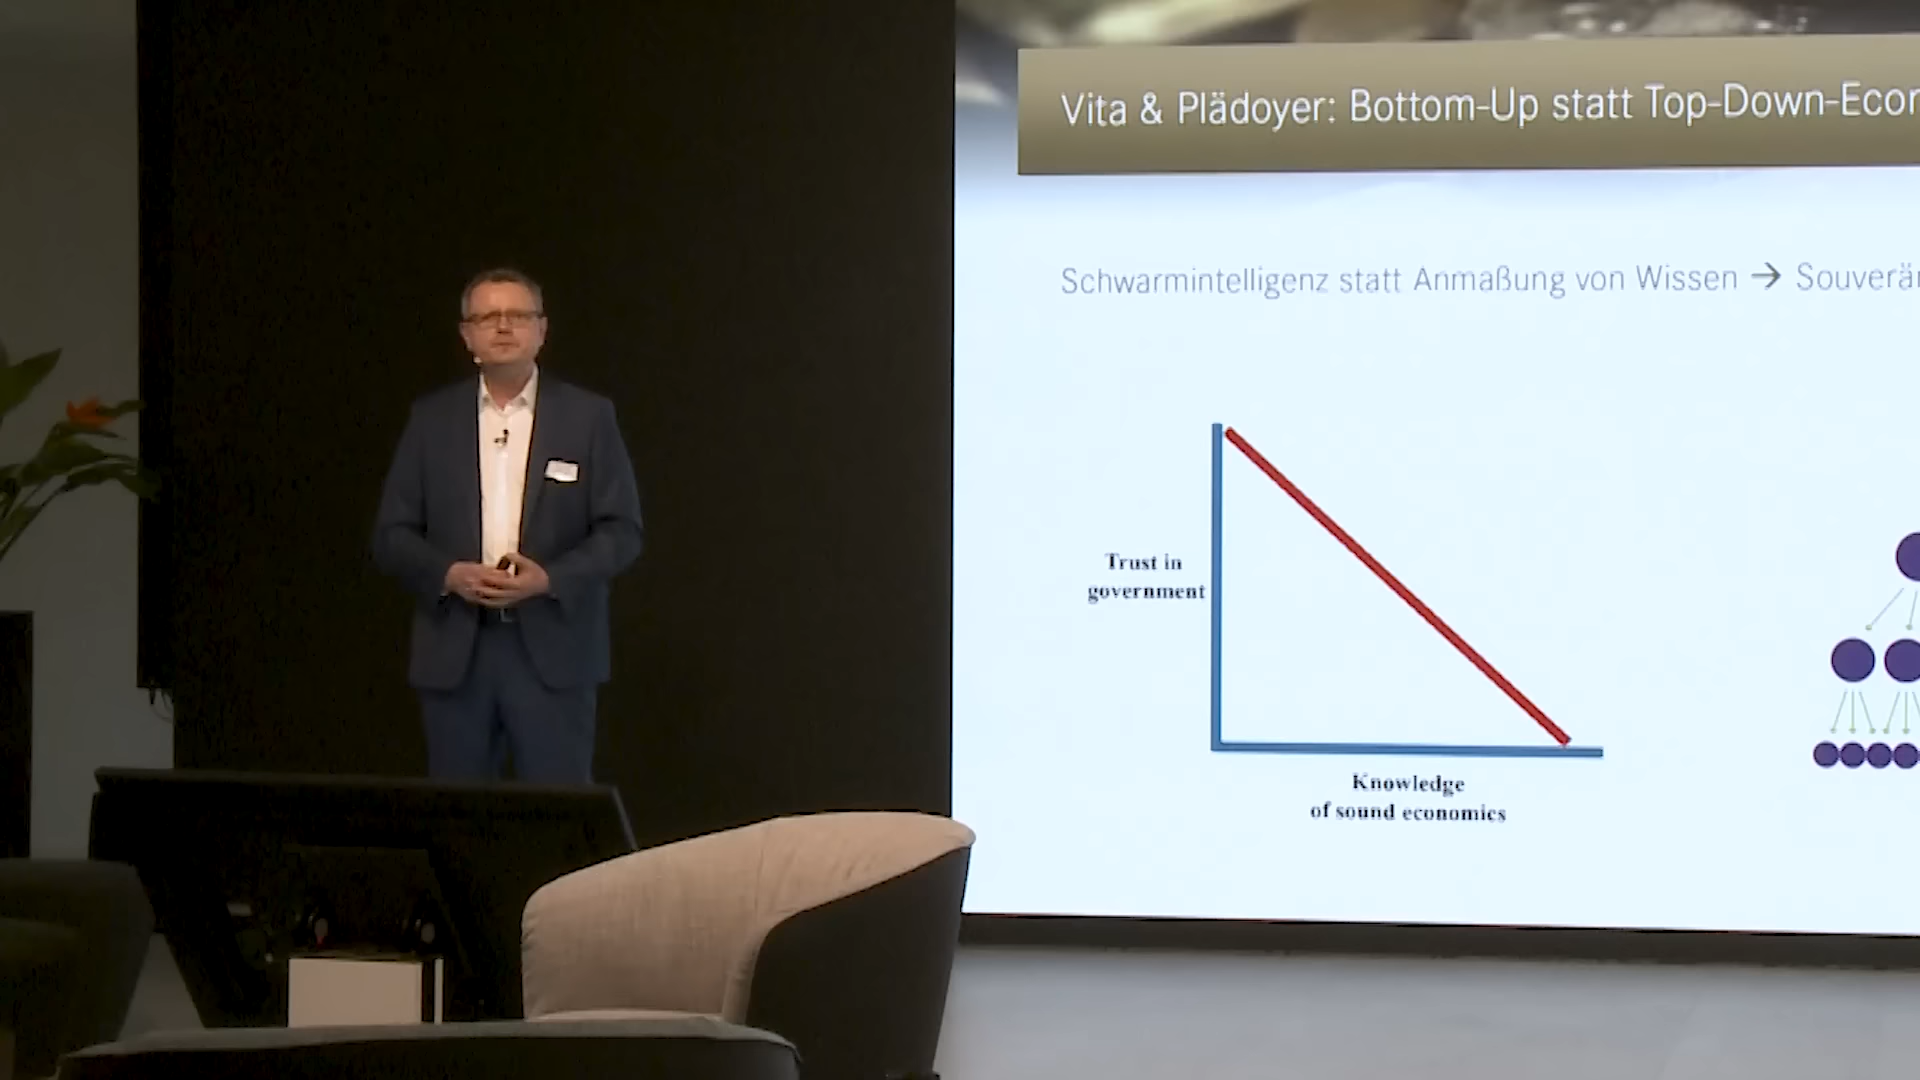 Vita & Plädoyer: Bottom-Up statt Top-Down-Econ
Schwarmintelligenz statt Anmaßung von Wissen → Souverän
Trust in
government
Knowledge
of sound economics